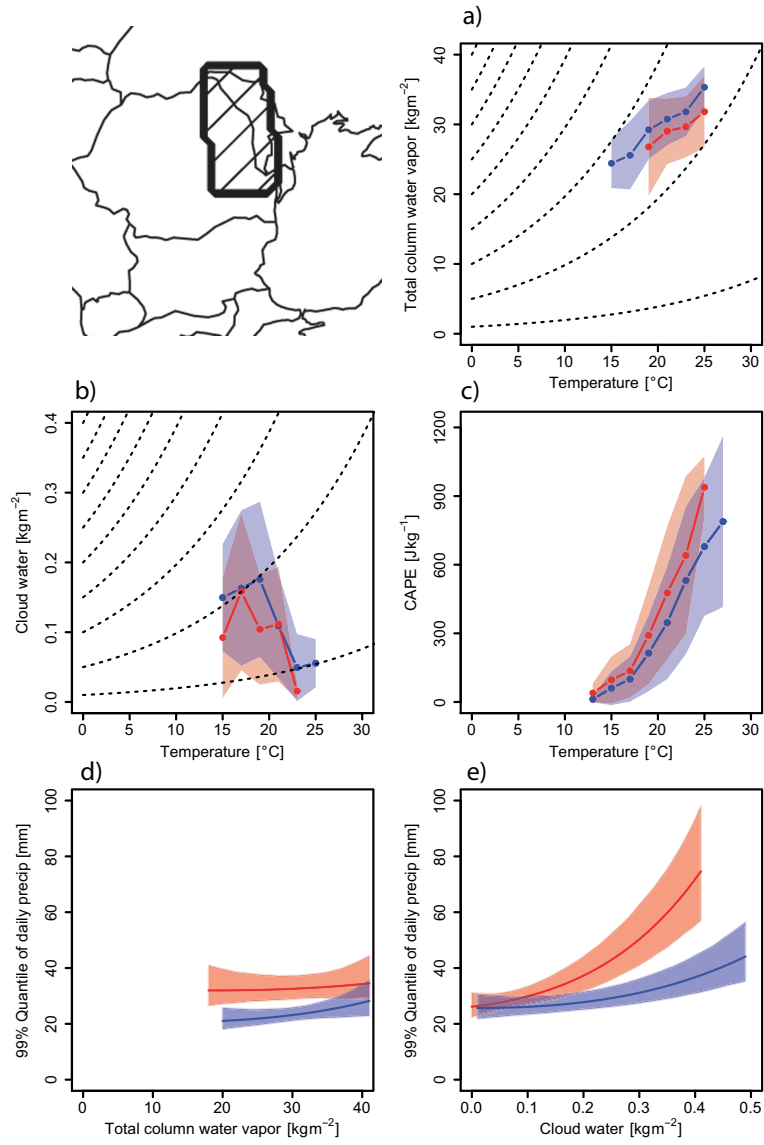 a)
Total column water vapor [kgm−2]
40
30
20
10
0
0 5 10 15 20 25 30
Temperature [°C]
b)
Cloud water [kgm−2]
0.4
0.3
0.2
0.1
0.0
0 5 10 15 20 25 30
Temperature [°C]
c)
CAPE [Jkg−1]
1200
900
600
300
0
0 5 10 15 20 25 30
Temperature [°C]
d)
99% Quantile of daily precip [mm]
100
80
60
40
20
0
0 10 20 30 40
Total column water vapor [kgm−2]
e)
99% Quantile of daily precip [mm]
100
80
60
40
20
0
0.0 0.1 0.2 0.3 0.4 0.5
Cloud water [kgm−2]